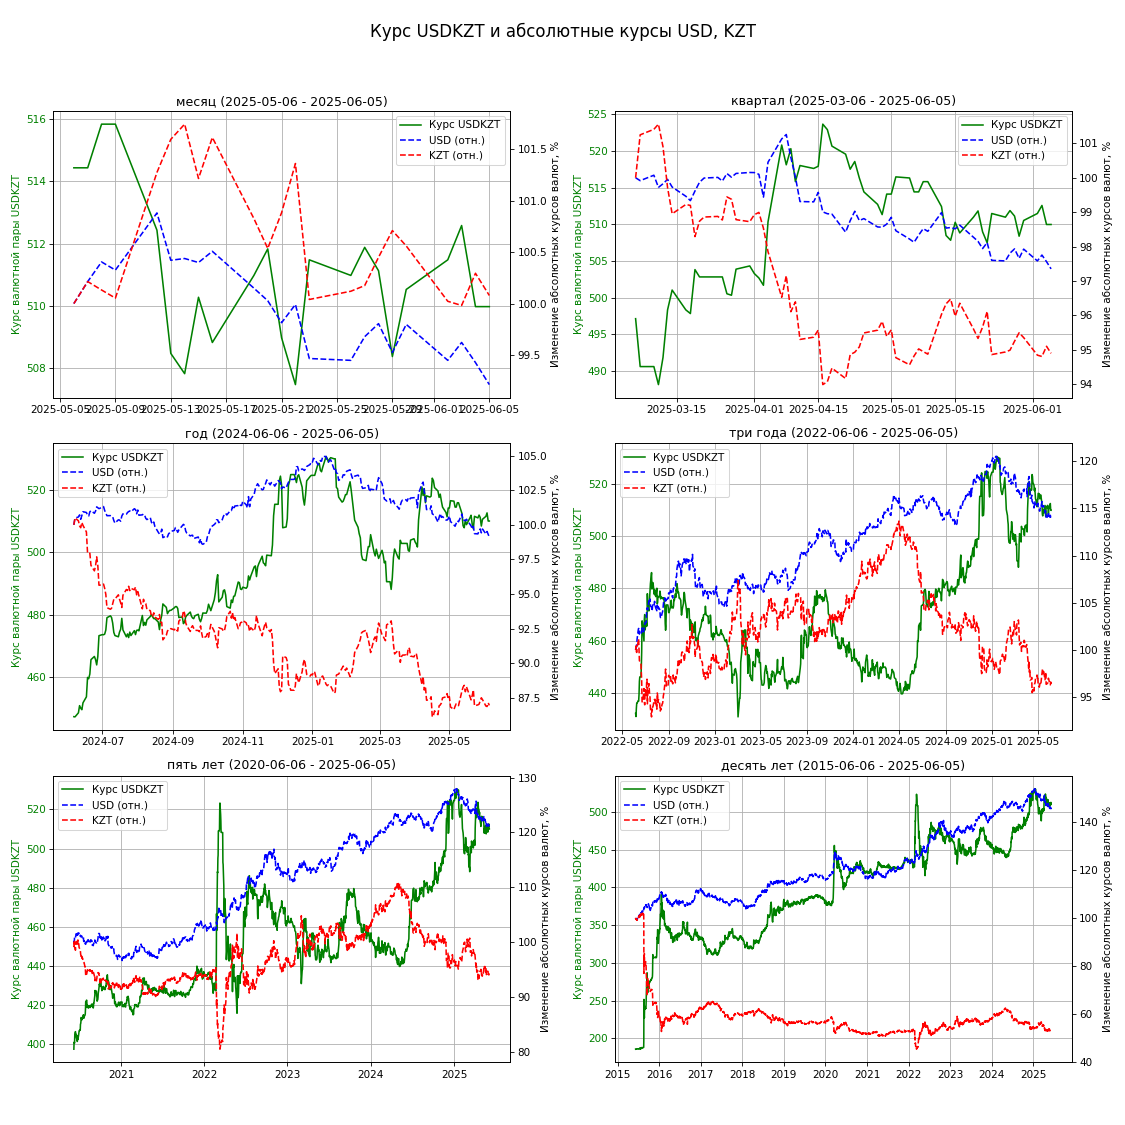 Курс USDKZT и абсолютные курсы USD, KZT
месяц (2025-05-06 - 2025-06-05)
Курс валютной пары USDKZT
516
514
512
510
508
Курс USDKZT
USD (отн.)
KZT (отн.)
101.5
101.0
100.5
100.0
99.5
Изменение абсолютных курсов валют, %
2025-05-05 2025-05-09 2025-05-13 2025-05-17 2025-05-21 2025-05-25 2025-05-29 2025-06-01 2025-06-05
квартал (2025-03-06 - 2025-06-05)
Курс валютной пары USDKZT
525
520
515
510
505
500
495
490
Курс USDKZT
USD (отн.)
KZT (отн.)
101
100
99
98
97
96
95
94
Изменение абсолютных курсов валют, %
2025-03-15 2025-04-01 2025-04-15 2025-05-01 2025-05-15 2025-06-01
год (2024-06-06 - 2025-06-05)
Курс валютной пары USDKZT
520
500
480
460
Курс USDKZT
USD (отн.)
KZT (отн.)
105.0
102.5
100.0
97.5
95.0
92.5
90.0
87.5
Изменение абсолютных курсов валют, %
2024-07 2024-09 2024-11 2025-01 2025-03 2025-05
три года (2022-06-06 - 2025-06-05)
Курс валютной пары USDKZT
520
500
480
460
440
Курс USDKZT
USD (отн.)
KZT (отн.)
120
115
110
105
100
95
Изменение абсолютных курсов валют, %
2022-05 2022-09 2023-01 2023-05 2023-09 2024-01 2024-05 2024-09 2025-01 2025-05
пять лет (2020-06-06 - 2025-06-05)
Курс валютной пары USDKZT
520
500
480
460
440
420
400
Курс USDKZT
USD (отн.)
KZT (отн.)
130
120
110
100
90
80
Изменение абсолютных курсов валют, %
2021 2022 2023 2024 2025
десять лет (2015-06-06 - 2025-06-05)
Курс валютной пары USDKZT
500
450
400
350
300
250
200
Курс USDKZT
USD (отн.)
KZT (отн.)
140
120
100
80
60
40
Изменение абсолютных курсов валют, %
2015 2016 2017 2018 2019 2020 2021 2022 2023 2024 2025